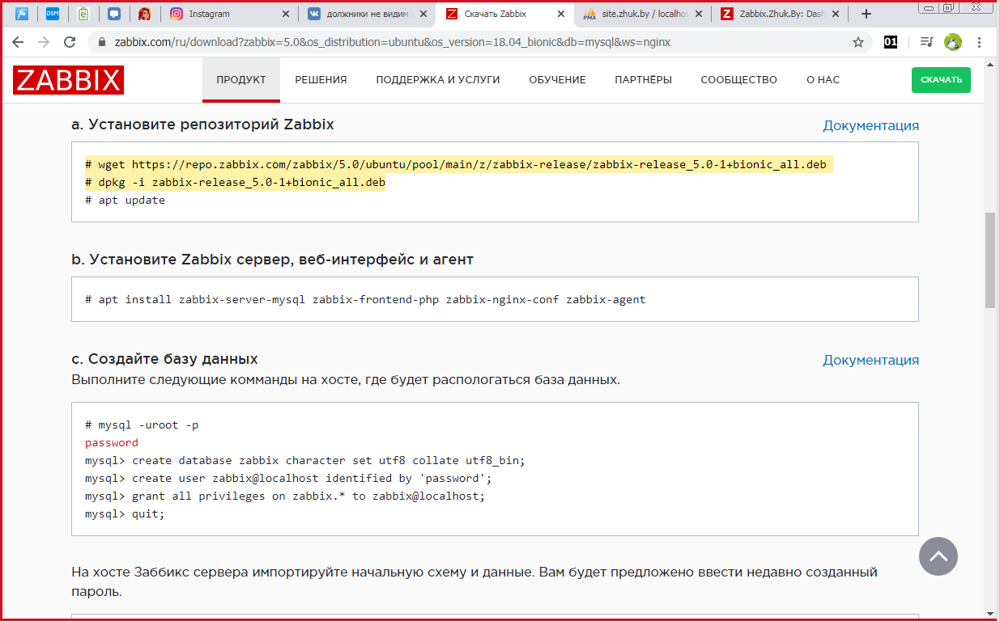 DSM
Instagram
должники не видим
Скачать Zabbix
PMA
site.zhuk.by / localhos
Z
Zabbix.Zhuk.By: Dash
zabbix.com/ru/download?zabbix=5.0&os_distribution=ubuntu&os_version=18.04_bionic&db=mysql&ws=nginx
01
ZABBIX
ПРОДУКТ
РЕШЕНИЯ
ПОДДЕРЖКА И УСЛУГИ
ОБУЧЕНИЕ
ПАРТНЁРЫ
СООБЩЕСТВО
О НАС
СКАЧАТЬ
a. Установите репозиторий Zabbix
Документация
# wget https://repo.zabbix.com/zabbix/5.0/ubuntu/pool/main/z/zabbix-release/zabbix-release_5.0-1+bionic_all.deb
# dpkg -i zabbix-release_5.0-1+bionic_all.deb
# apt update
b. Установите Zabbix сервер, веб-интерфейс и агент
# apt install zabbix-server-mysql zabbix-frontend-php zabbix-nginx-conf zabbix-agent
c. Создайте базу данных
Документация
Выполните следующие комманды на хосте, где будет распологаться база данных.
# mysql -uroot -p
password
mysql> create database zabbix character set utf8 collate utf8_bin;
mysql> create user zabbix@localhost identified by 'password';
mysql> grant all privileges on zabbix.* to zabbix@localhost;
mysql> quit;
На хосте Заббикс сервера импортируйте начальную схему и данные. Вам будет предложено ввести недавно созданный
пароль.